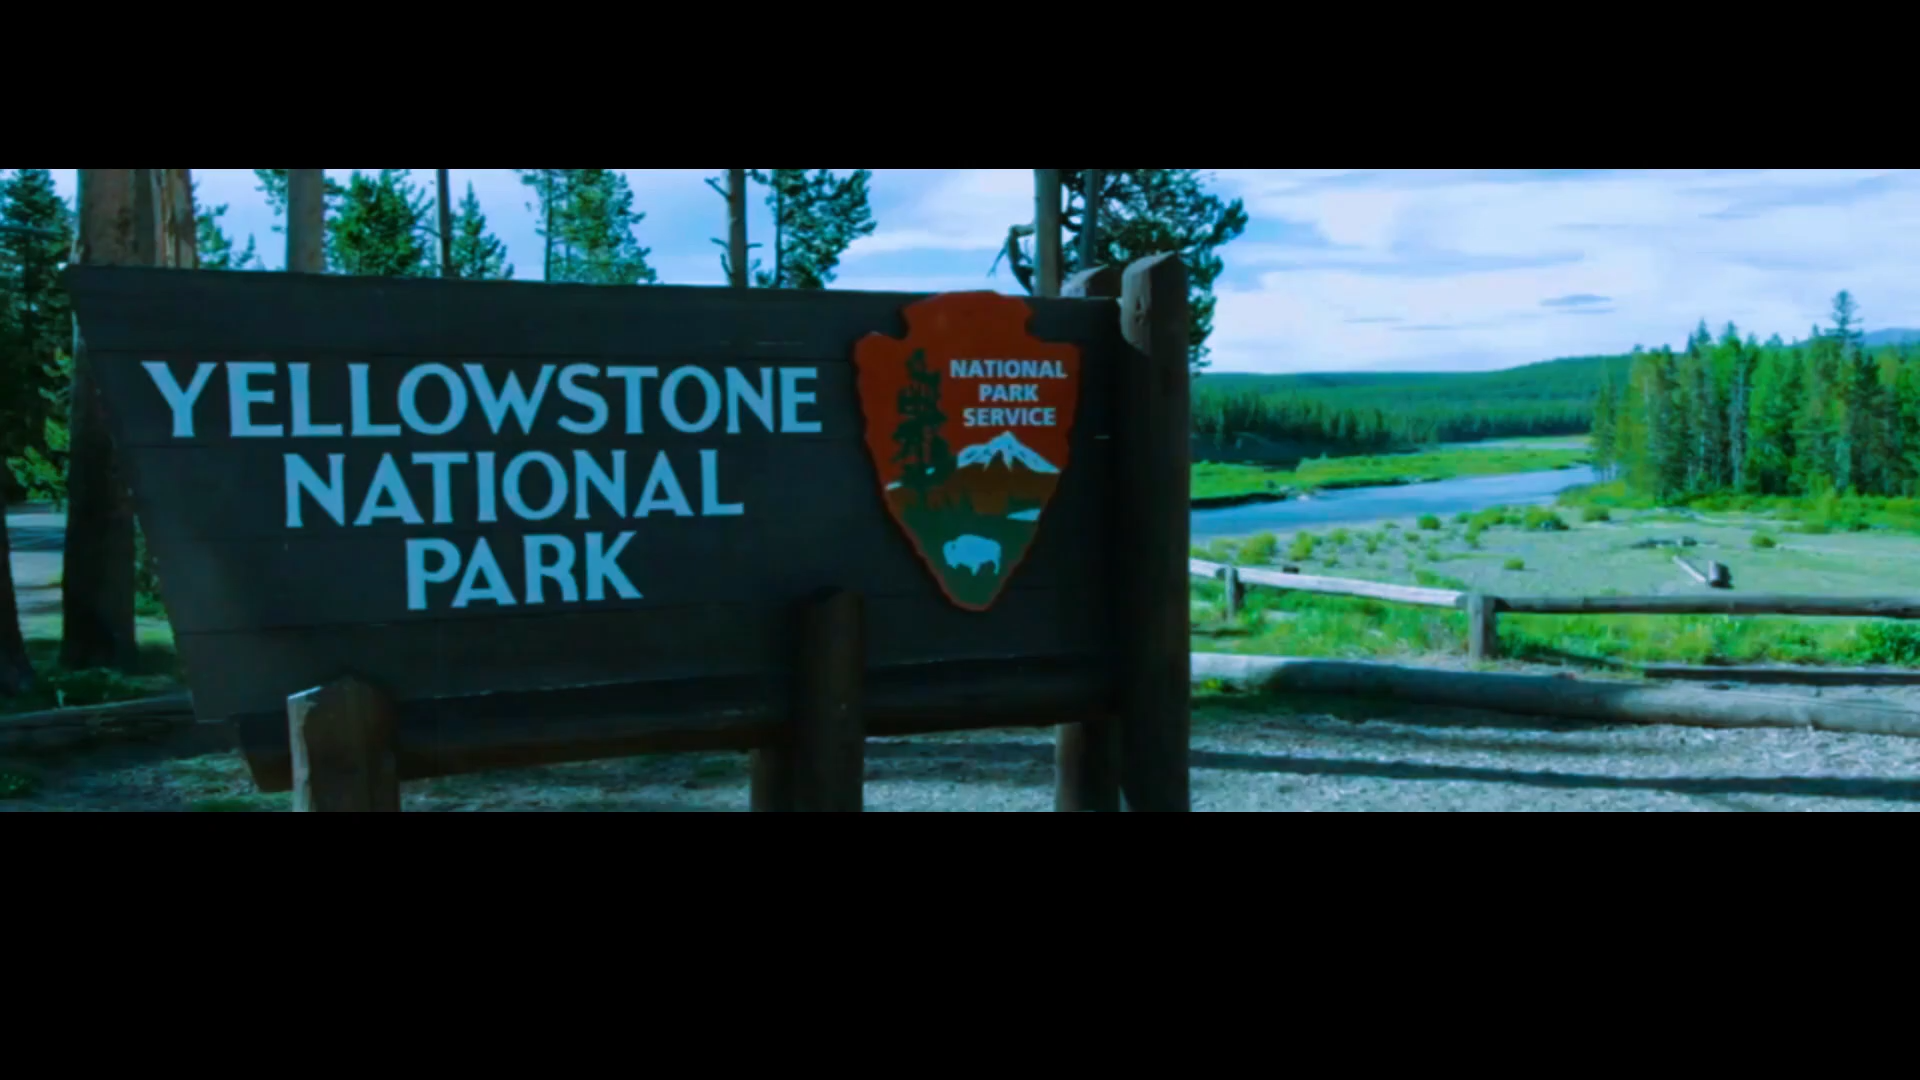 YELLOWSTONE
NATIONAL
PARK
NATIONAL
PARK
SERVICE